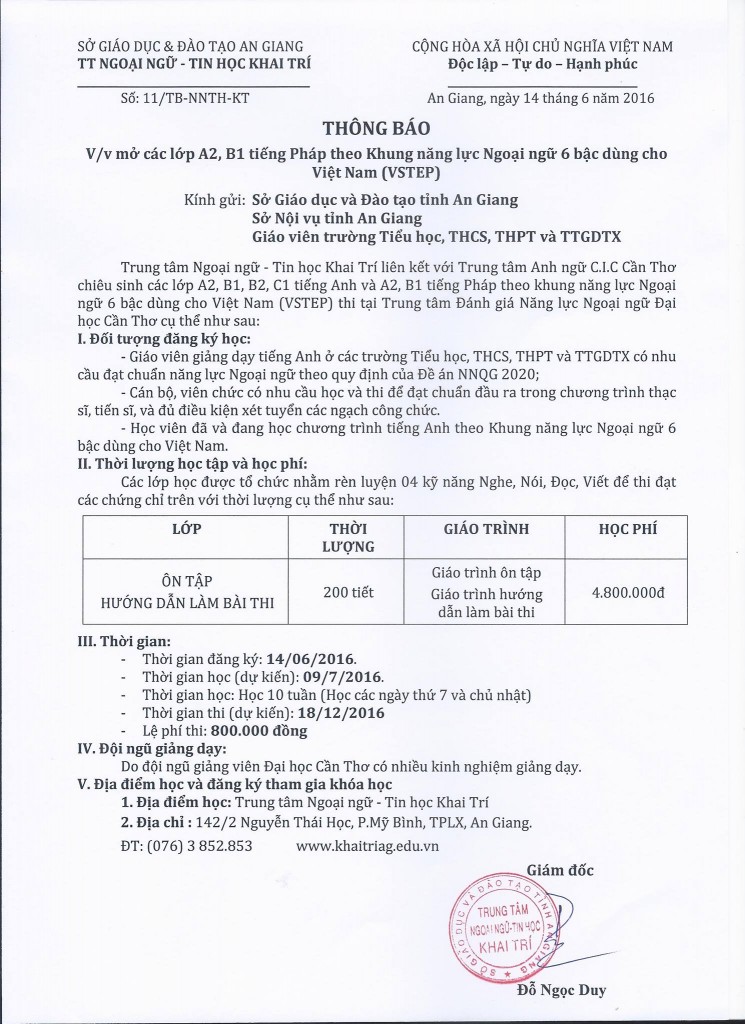 SỞ GIÁO DỤC & ĐÀO TẠO AN GIANG
TT NGOẠI NGỮ - TIN HỌC KHAI TRÍ
Số: 11/TB-NNTH-KT
CỘNG HÒA XÃ HỘI CHỦ NGHĨA VIỆT NAM
Độc lập – Tự do – Hạnh phúc
An Giang, ngày 14 tháng 6 năm 2016
THÔNG BÁO
V/v mở các lớp A2, B1 tiếng Pháp theo Khung năng lực Ngoại ngữ 6 bậc dùng cho
Việt Nam (VSTEP)
Kính gửi: Sở Giáo dục và Đào tạo tỉnh An Giang
Sở Nội vụ tỉnh An Giang
Giáo viên trường Tiểu học, THCS, THPT và TTGDTX
Trung tâm Ngoại ngữ - Tin học Khai Trí liên kết với Trung tâm Anh ngữ C.I.C Cần Thơ
chiêu sinh các lớp A2, B1, B2, C1 tiếng Anh và A2, B1 tiếng Pháp theo khung năng lực Ngoại
ngữ 6 bậc dùng cho Việt Nam (VSTEP) thi tại Trung tâm Đánh giá Năng lực Ngoại ngữ Đại
học Cần Thơ cụ thể như sau:
I. Đối tượng đăng ký học:
- Giáo viên giảng dạy tiếng Anh ở các trường Tiểu học, THCS, THPT và TTGDTX có nhu
cầu đạt chuẩn năng lực Ngoại ngữ theo quy định của Đề án NNQG 2020;
- Cán bộ, viên chức có nhu cầu học và thi để đạt chuẩn đầu ra trong chương trình thạc
sĩ, tiến sĩ, và đủ điều kiện xét tuyển các ngạch công chức.
- Học viên đã và đang học chương trình tiếng Anh theo Khung năng lực Ngoại ngữ 6
bậc dùng cho Việt Nam.
II. Thời lượng học tập và học phí:
Các lớp học được tổ chức nhằm rèn luyện 04 kỹ năng Nghe, Nói, Đọc, Viết để thi đạt
các chứng chỉ trên với thời lượng cụ thể như sau:
LỚP
THỜI
LƯỢNG
GIÁO TRÌNH
HỌC PHÍ
ÔN TẬP
HƯỚNG DẪN LÀM BÀI THI
200 tiết
Giáo trình ôn tập
Giáo trình hướng
dẫn làm bài thi
4.800.000đ
III. Thời gian:
- Thời gian đăng ký: 14/06/2016.
- Thời gian học (dự kiến): 09/7/2016.
- Thời gian học: Học 10 tuần (Học các ngày thứ 7 và chủ nhật)
- Thời gian thi (dự kiến): 18/12/2016
- Lệ phí thi: 800.000 đồng
IV. Đội ngũ giảng dạy:
Do đội ngũ giảng viên Đại học Cần Thơ có nhiều kinh nghiệm giảng dạy.
V. Địa điểm học và đăng ký tham gia khóa học
1. Địa điểm học: Trung tâm Ngoại ngữ - Tin học Khai Trí
2. Địa chỉ : 142/2 Nguyễn Thái Học, P.Mỹ Bình, TPLX, An Giang.
ĐT: (076) 3 852.853 www.khaitriag.edu.vn
Giám đốc
SỞ GIÁO DỤC VÀ ĐÀO TẠO TỈNH AN GIANG
TRUNG TÂM
NGOẠI NGỮ-TIN HỌC
KHAI TRÍ
Đỗ Ngọc Duy